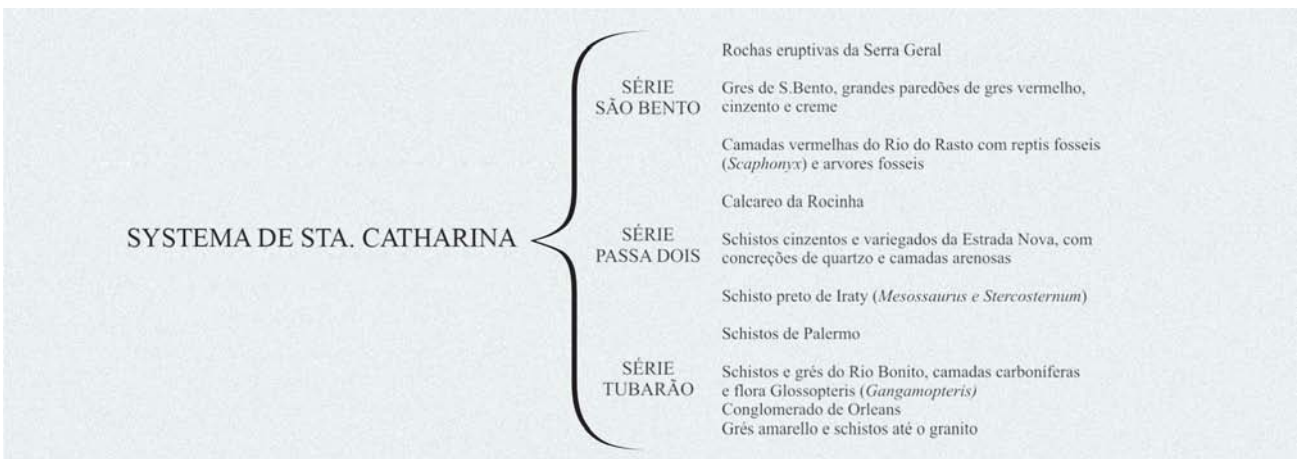 SYSTEMA DE STA. CATHARINA
SÉRIE
SÃO BENTO
Rochas eruptivas da Serra Geral
Gres de S.Bento, grandes paredões de gres vermelho,
cinzento e creme
Camadas vermelhas do Rio do Rasto com reptis fosseis
(Scaphonyx) e arvores fosseis
SÉRIE
PASSA DOIS
Calcareo da Rocinha
Schistos cinzentos e variegados da Estrada Nova, com
concreções de quartzo e camadas arenosas
Schisto preto de Iraty (Mesossaurus e Stercosternum)
SÉRIE
TUBARÃO
Schistos de Palermo
Schistos e grés do Rio Bonito, camadas carboníferas
e flora Glossopteris (Gangamopteris)
Conglomerado de Orleans
Grés amarello e schistos até o granito